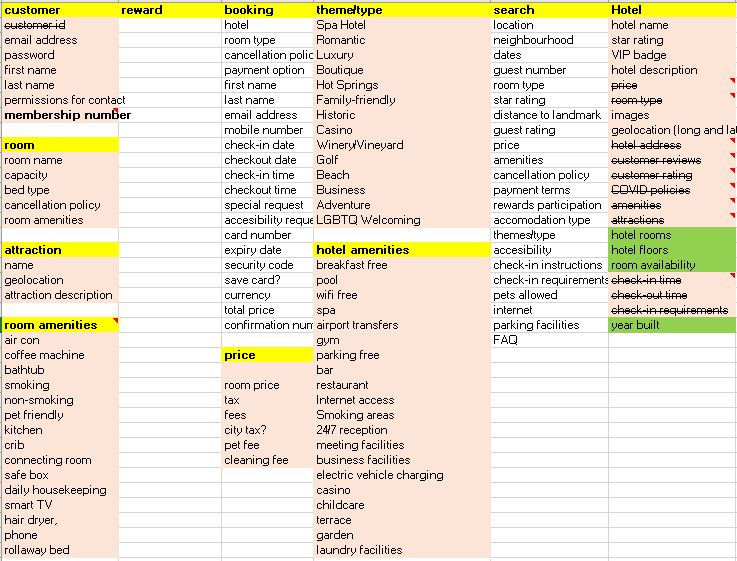 customer reward booking theme/type search Hotel
customer id hotel Spa Hotel location hotel name
email address room type Romantic neighbourhood star rating
password cancellation polic Luxury dates VIP badge
first name payment option Boutique guest number hotel description
last name first name Hot Springs room type price
permissions for contact last name Family-friendly star rating room type
membership number email address Historic distance to landmark images
mobile number Casino guest rating geolocation (long and lat
room check-in date Winery/Vineyard price hotel address
room name checkout date Golf amenities customer reviews
capacity check-in time Beach cancellation policy customer rating
bed type checkout time Business payment terms COVID policies
cancellation policy special request Adventure rewards participation amenities
room amenities accesibility reque LGBTQ Welcoming accomodation type attractions
card number themes/type hotel rooms
attraction expiry date hotel amenities accesibility hotel floors
name security code breakfast free check-in instructions room availability
geolocation save card? pool check-in requirements check-in time
attraction description currency wifi free pets allowed check-out time
total price spa internet check-in requirements
room amenities confirmation num airport transfers parking facilities year built
air con gym FAQ
coffee machine price parking free
bathtub bar
smoking room price restaurant
non-smoking tax Internet access
pet friendly fees Smoking areas
kitchen city tax? 24/7 reception
crib pet fee meeting facilities
connecting room cleaning fee business facilities
safe box electric vehicle charging
daily housekeeping casino
smart TV childcare
hair dryer, terrace
phone garden
rollaway bed laundry facilities